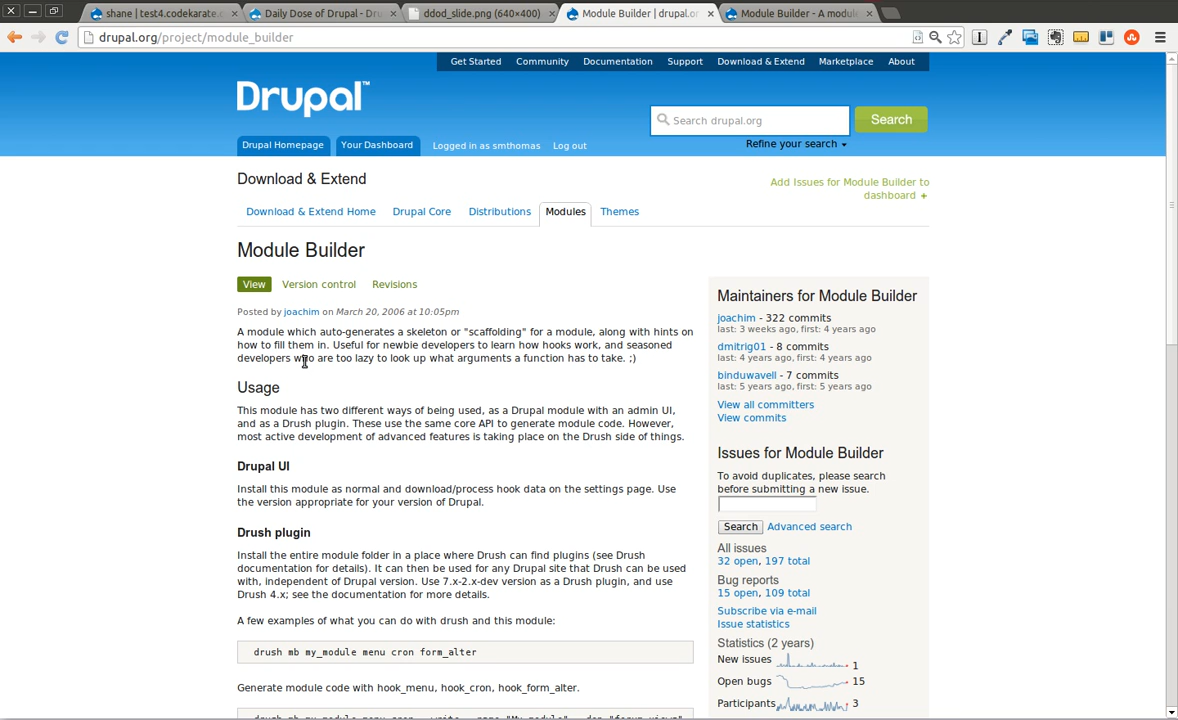 shane | test4.codekarate.c
Daily Dose of Drupal - Dru
ddod_slide.png (640×400)
Module Builder | drupal.or
Module Builder - A module
drupal.org/project/module_builder
Get Started Community Documentation Support Download & Extend Marketplace About
Drupal™
Search drupal.org
Search
Refine your search
Drupal Homepage Your Dashboard Logged in as smthomas Log out
Download & Extend
Add Issues for Module Builder to
dashboard +
Download & Extend Home Drupal Core Distributions Modules Themes
Module Builder
View Version control Revisions
Posted by joachim on March 20, 2006 at 10:05pm
A module which auto-generates a skeleton or "scaffolding" for a module, along with hints on
how to fill them in. Useful for newbie developers to learn how hooks work, and seasoned
developers who are too lazy to look up what arguments a function has to take. ;)
Usage
This module has two different ways of being used, as a Drupal module with an admin UI,
and as a Drush plugin. These use the same core API to generate module code. However,
most active development of advanced features is taking place on the Drush side of things.
Drupal UI
Install this module as normal and download/process hook data on the settings page. Use
the version appropriate for your version of Drupal.
Drush plugin
Install the entire module folder in a place where Drush can find plugins (see Drush
documentation for details). It can then be used for any Drupal site that Drush can be used
with, independent of Drupal version. Use 7.x-2.x-dev version as a Drush plugin, and use
Drush 4.x; see the documentation for more details.
A few examples of what you can do with drush and this module:
drush mb my_module menu cron form_alter
Generate module code with hook_menu, hook_cron, hook_form_alter.
Maintainers for Module Builder
joachim - 322 commits
last: 3 weeks ago, first: 4 years ago
dmitrig01 - 8 commits
last: 4 years ago, first: 4 years ago
binduwavell - 7 commits
last: 5 years ago, first: 5 years ago
View all committers
View commits
Issues for Module Builder
To avoid duplicates, please search
before submitting a new issue.
Search Advanced search
All issues
32 open, 197 total
Bug reports
15 open, 109 total
Subscribe via e-mail
Issue statistics
Statistics (2 years)
New issues 1
Open bugs 15
Participants 3